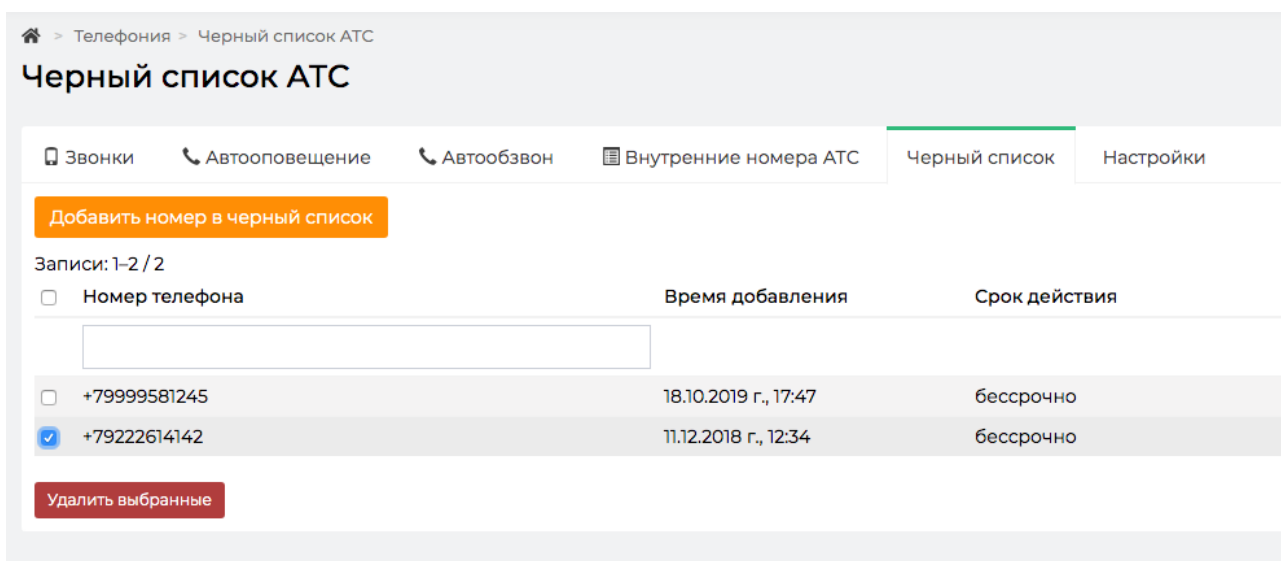 > Телефония > Черный список АТС
Черный список АТС
Звонки Автооповещение Автообзвон Внутренние номера АТС Черный список Настройки
Добавить номер в черный список
Записи: 1–2 / 2
Номер телефона Время добавления Срок действия
+79999581245 18.10.2019 г., 17:47 бессрочно
+79222614142 11.12.2018 г., 12:34 бессрочно
Удалить выбранные